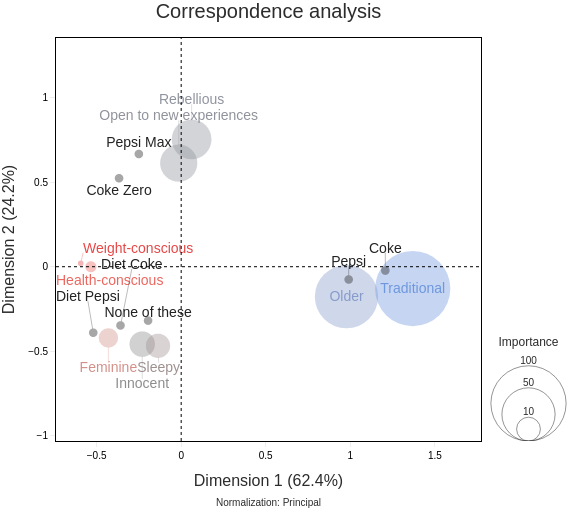 Correspondence analysis
Dimension 2 (24.2%)
1
0.5
0
−0.5
−1
Rebellious
Open to new experiences
Pepsi Max
Coke Zero
Weight-conscious
Diet Coke
Health-conscious
Diet Pepsi
None of these
Feminine
Sleepy
Innocent
Coke
Pepsi
Older
Traditional
Importance
100
50
10
−0.5
0
0.5
1
1.5
Dimension 1 (62.4%)
Normalization: Principal